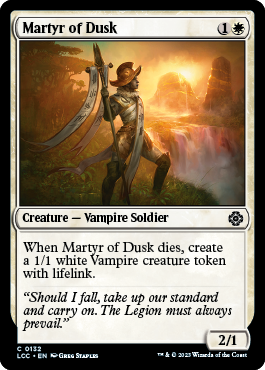 Martyr of Dusk 1
Creature — Vampire Soldier
When Martyr of Dusk dies, create
a 1/1 white Vampire creature token
with lifelink.
"Should I fall, take up our standard
and carry on. The Legion must always
prevail."
2/1
C 0132
LCC • EN Greg Staples
™ & © 2023 Wizards of the Coast